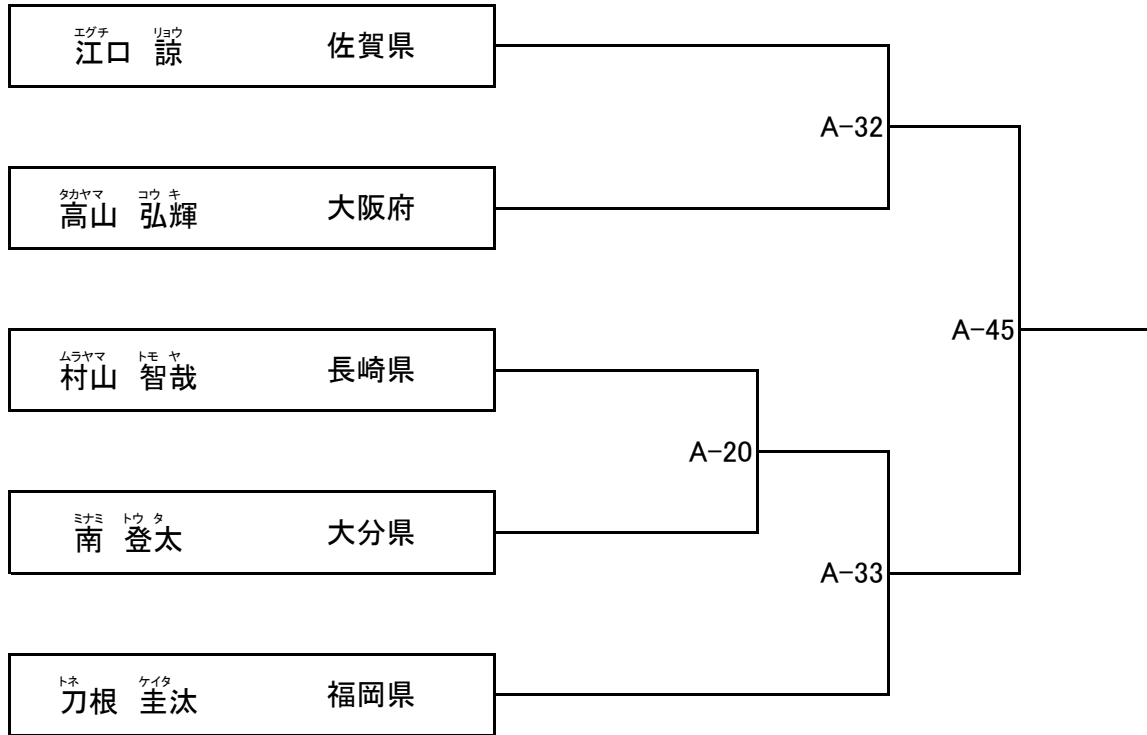 エグチ リョウ
江口 諒 佐賀県
A-32
タカヤマ コウ キ
高山 弘輝 大阪府
A-45
ムラヤマ トモ ヤ
村山 智哉 長崎県
A-20
ミナミ トウ タ
南 登太 大分県
A-33
トネ ケイタ
刀根 圭汰 福岡県